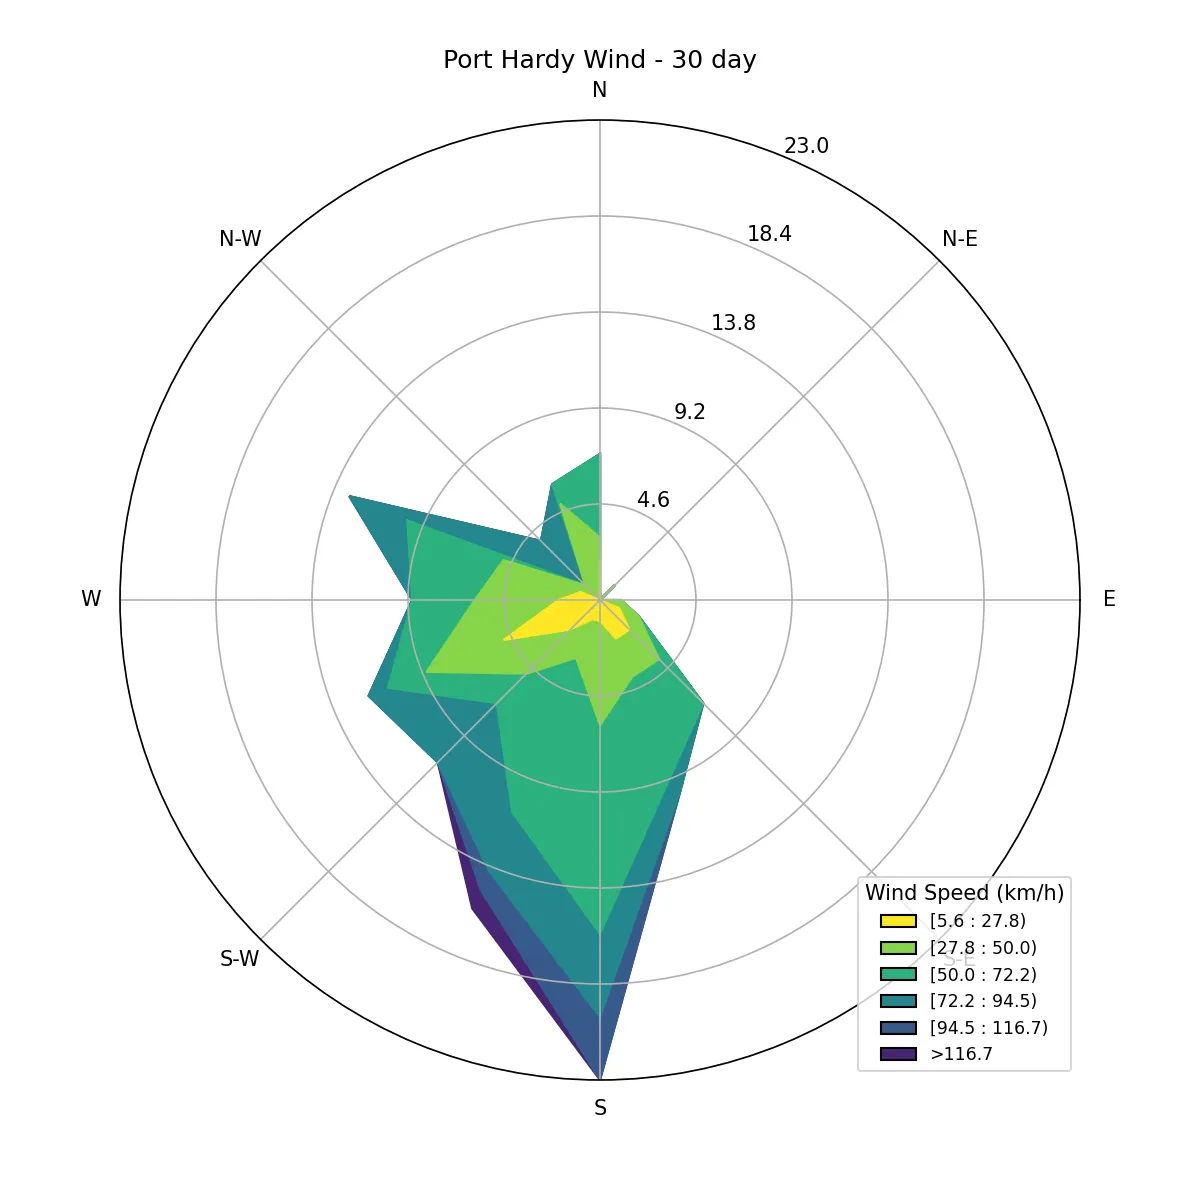 Port Hardy Wind - 30 day
N
23.0
18.4
N-W
N-E
13.8
9.2
4.6
W
E
Wind Speed (km/h)
[5.6 : 27.8)
[27.8 : 50.0)
S-W
S-E
[50.0 : 72.2)
[72.2 : 94.5)
[94.5 : 116.7)
>116.7
S